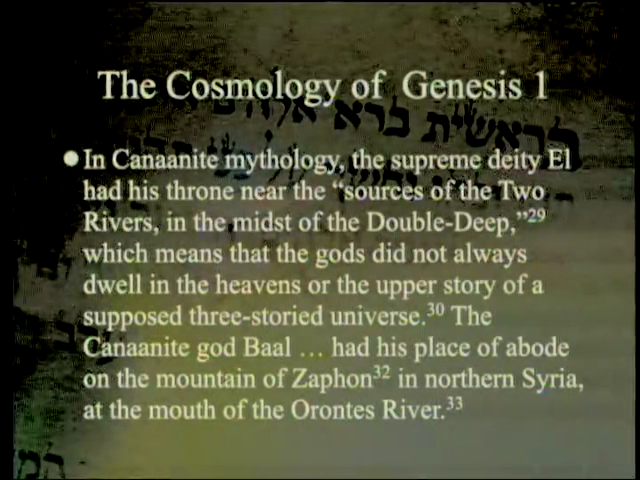 The Cosmology of Genesis 1
בראשית ברא אלהים
● In Canaanite mythology, the supreme deity El
had his throne near the “sources of the Two
Rivers, in the midst of the Double-Deep,”29
which means that the gods did not always
dwell in the heavens or the upper story of a
supposed three-storied universe.30 The
Canaanite god Baal … had his place of abode
on the mountain of Zaphon32 in northern Syria,
at the mouth of the Orontes River.33